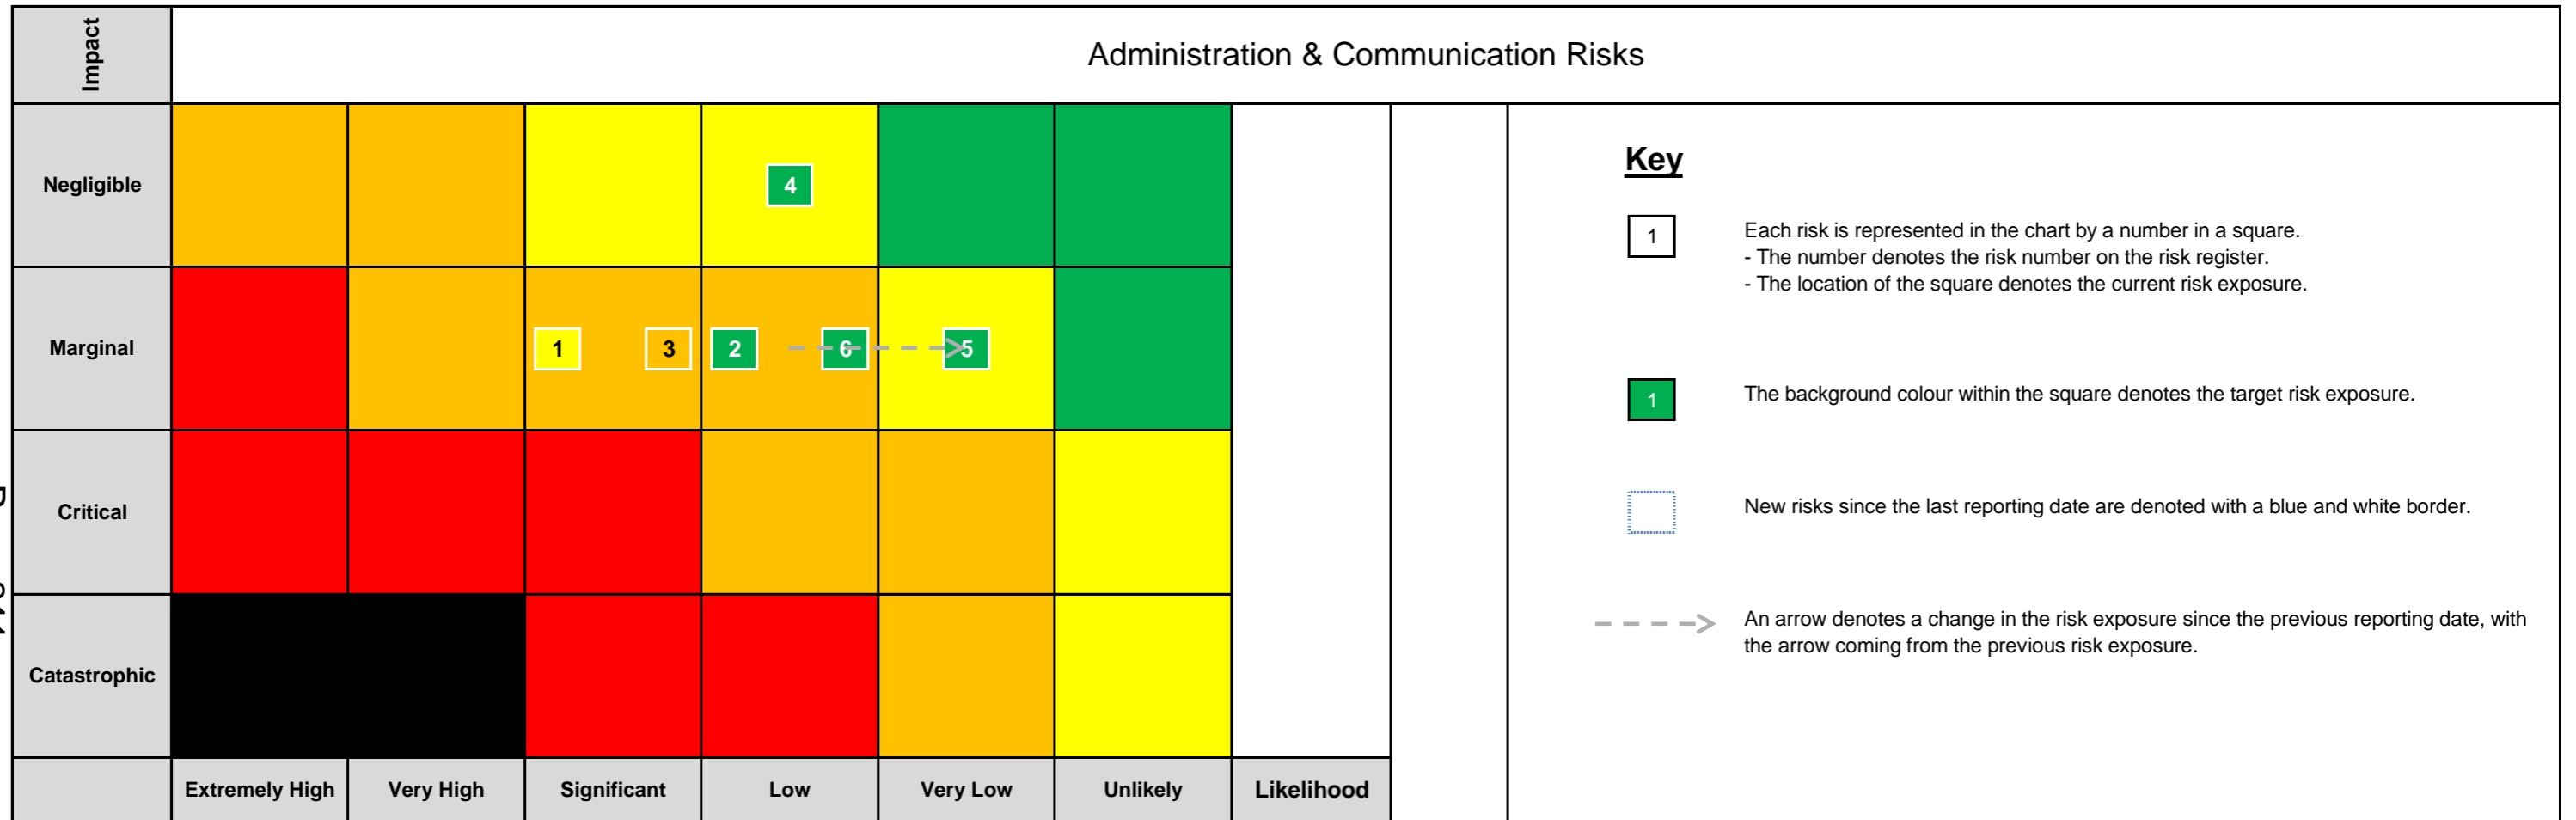 Impact
Administration & Communication Risks
Negligible
4
Marginal
1
3
2
6
5
Critical
Catastrophic
Extremely High
Very High
Significant
Low
Very Low
Unlikely
Likelihood
Key
1
Each risk is represented in the chart by a number in a square.
- The number denotes the risk number on the risk register.
- The location of the square denotes the current risk exposure.
1
The background colour within the square denotes the target risk exposure.
New risks since the last reporting date are denoted with a blue and white border.
An arrow denotes a change in the risk exposure since the previous reporting date, with
the arrow coming from the previous risk exposure.